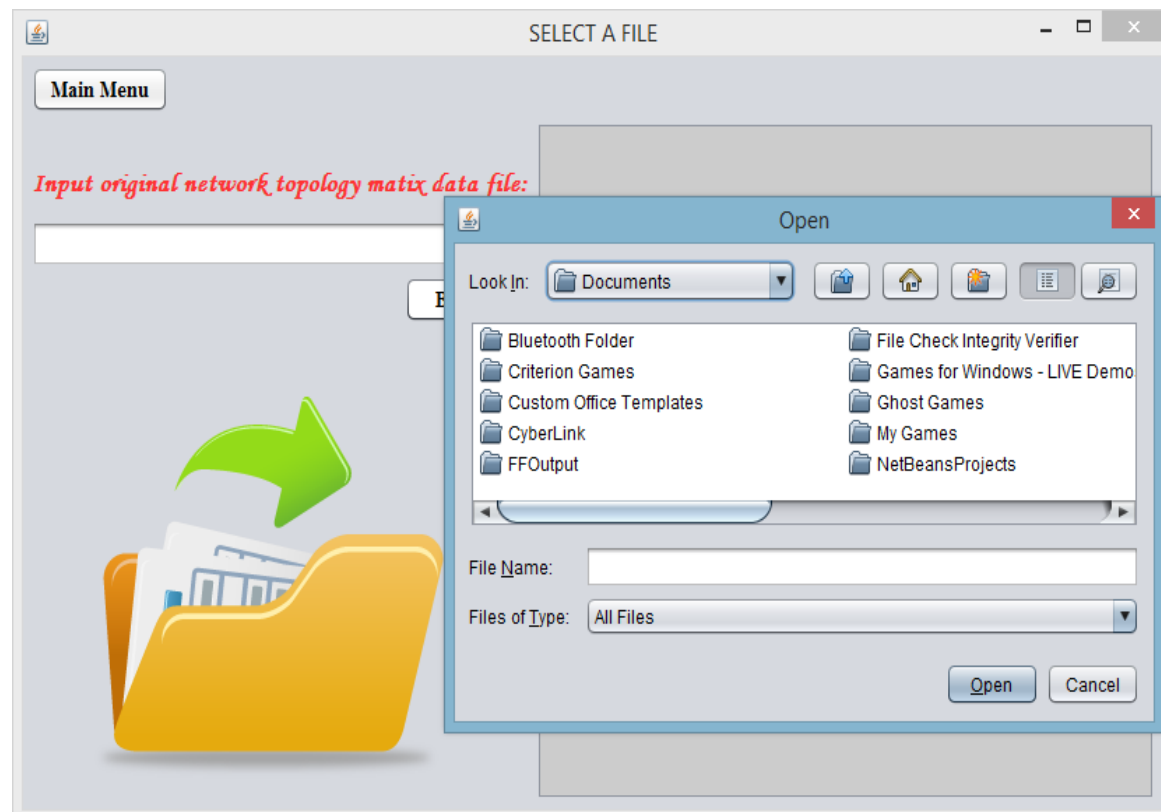 SELECT A FILE
Main Menu
Input original network topology matix data file:
Open
Look In: Documents
Bluetooth Folder
Criterion Games
Custom Office Templates
CyberLink
FFOutput
File Check Integrity Verifier
Games for Windows - LIVE Demo
Ghost Games
My Games
NetBeansProjects
File Name:
Files of Type: All Files
Open Cancel